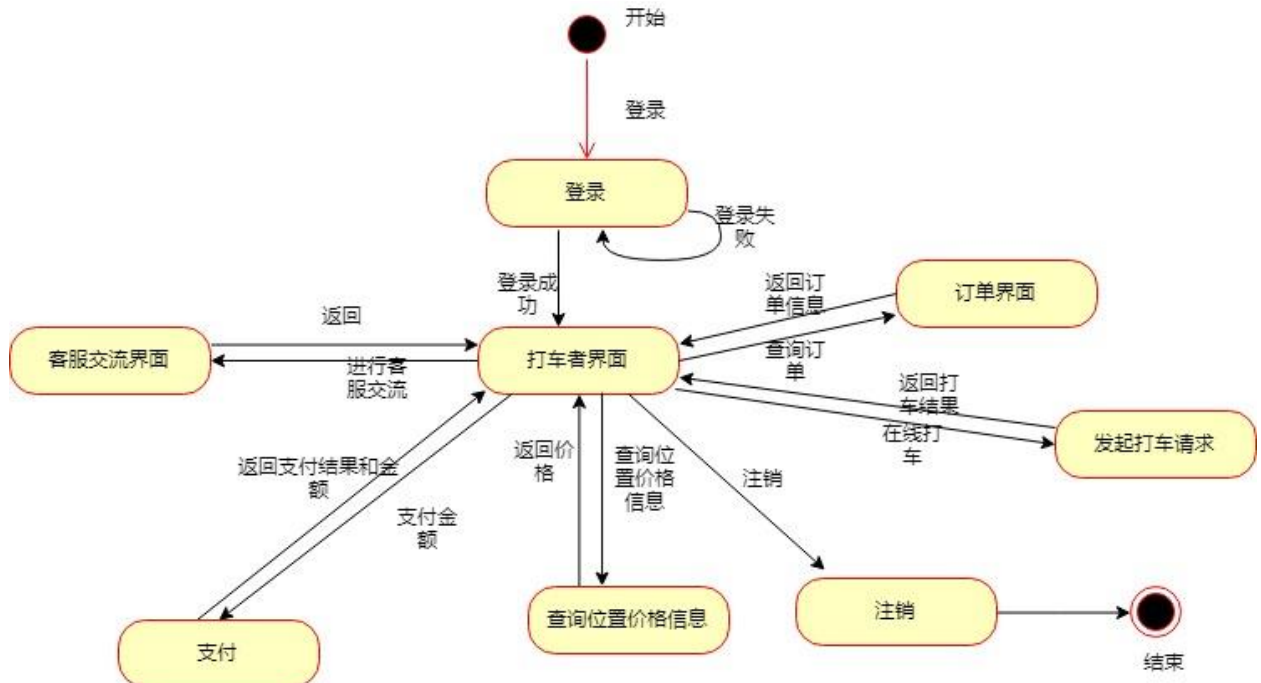 开始
登录
登录
登录失
败
登录成
功
返回订
单信息
订单界面
返回
客服交流界面
打车者界面
进行客
服交流
查询订
单
返回打
车结果
在线打
车
发起打车请求
返回支付结果和金
额
返回价
格
查询位
置价格
信息
注销
支付金
额
查询位置价格信息
注销
支付
结束